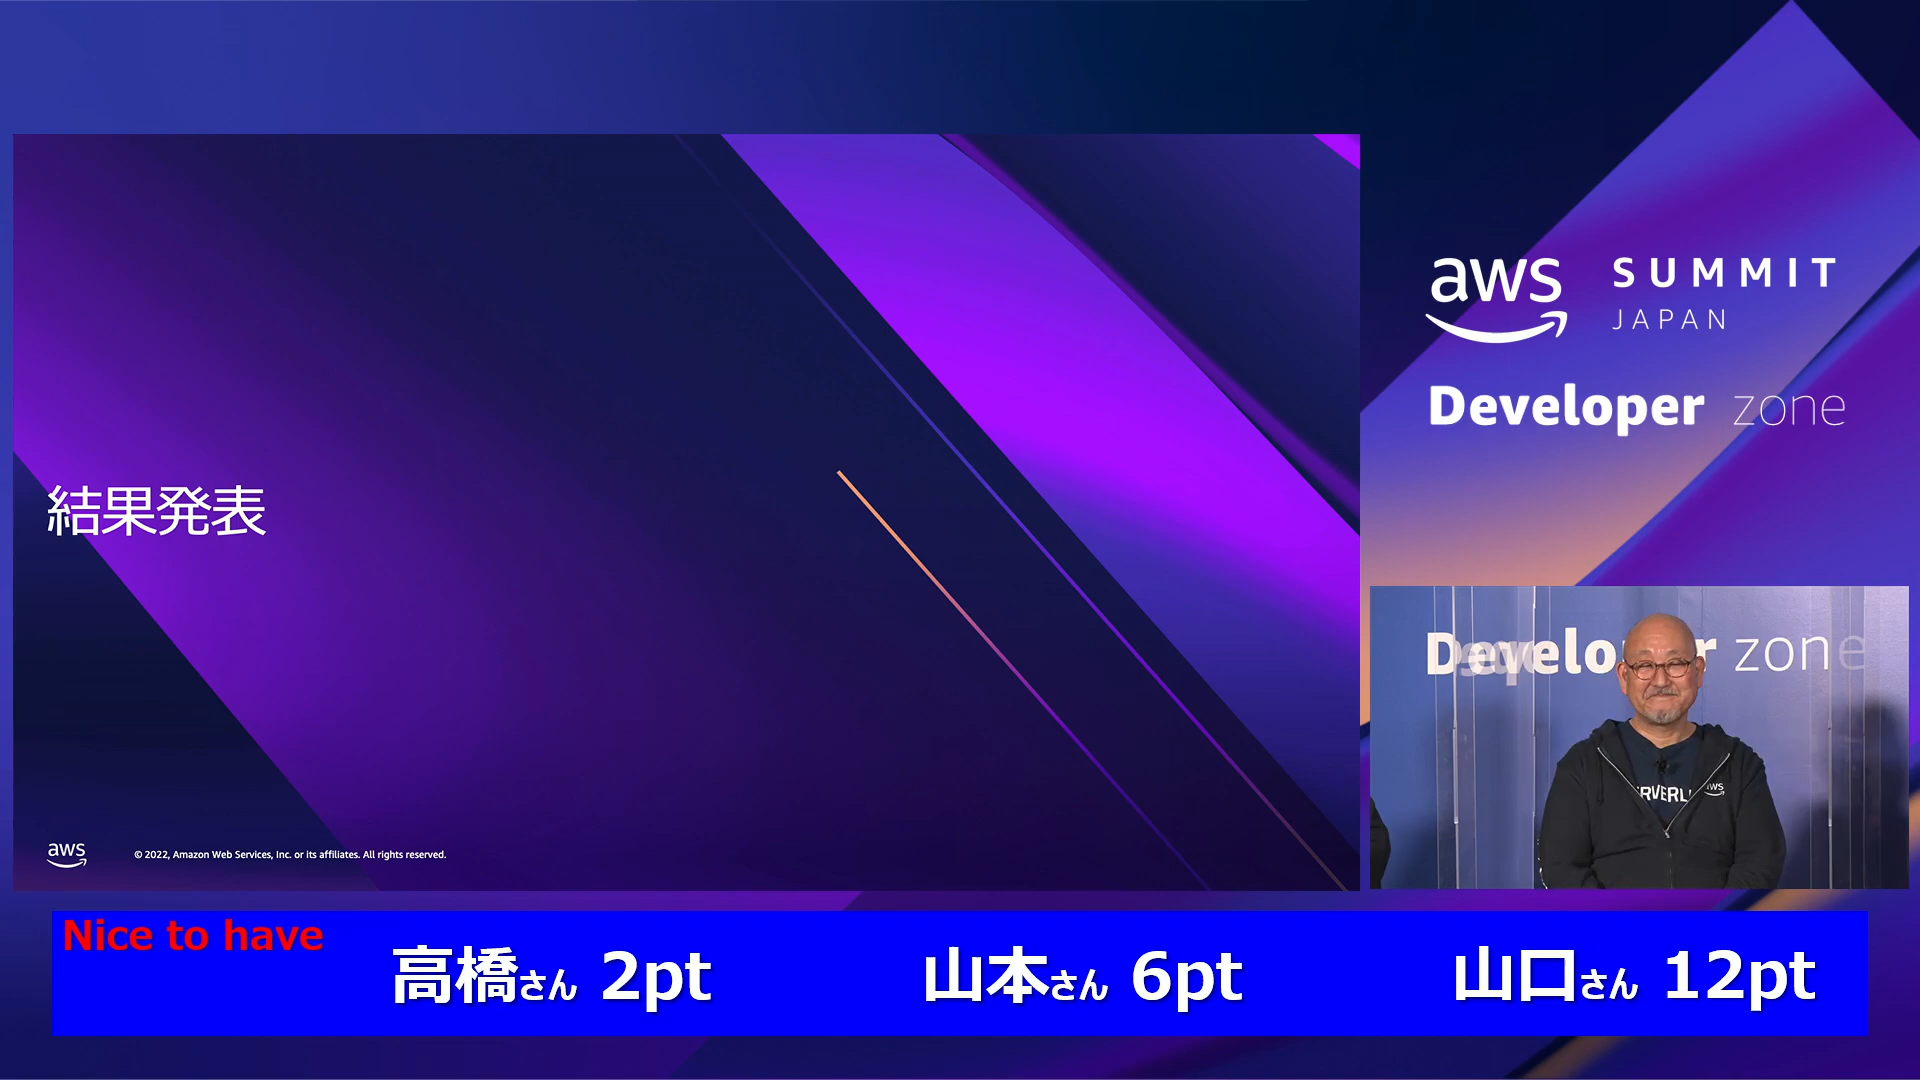 結果発表
aws
© 2022, Amazon Web Services, Inc. or its affiliates. All rights reserved.
aws SUMMIT
JAPAN
Developer zone
Developer zone
aws
Nice to have
高橋さん 2pt 山本さん 6pt 山口さん 12pt